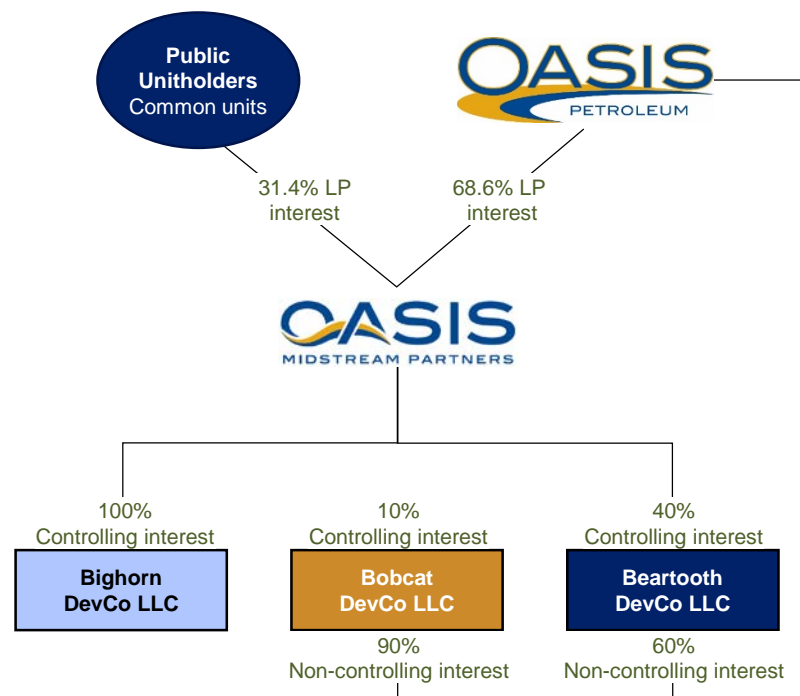 Public
Unitholders
Common units
OASIS
PETROLEUM
31.4% LP
interest
68.6% LP
interest
OASIS
MIDSTREAM PARTNERS
100%
Controlling interest
10%
Controlling interest
40%
Controlling interest
Bighorn
DevCo LLC
Bobcat
DevCo LLC
Beartooth
DevCo LLC
90%
Non-controlling interest
60%
Non-controlling interest